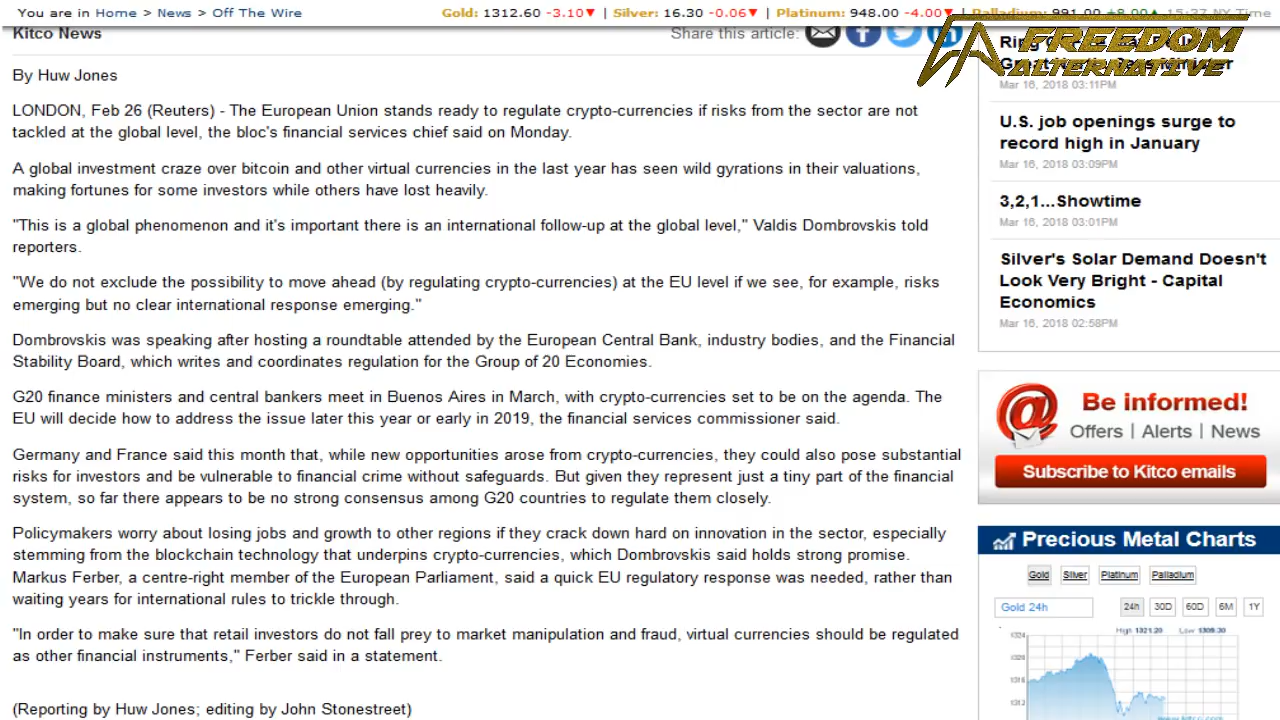 You are in Home > News > Off The Wire
Gold: 1312.60 -3.10▼ | Silver: 16.30 -0.06▼ | Platinum: 948.00 -4.00▼ | Palladium: 991.00 +8.00▲ 15:27 NY Time
Kitco News
Share this article:
FREEDOM
ALTERNATIVE
By Huw Jones
LONDON, Feb 26 (Reuters) - The European Union stands ready to regulate crypto-currencies if risks from the sector are not
tackled at the global level, the bloc's financial services chief said on Monday.
A global investment craze over bitcoin and other virtual currencies in the last year has seen wild gyrations in their valuations,
making fortunes for some investors while others have lost heavily.
"This is a global phenomenon and it's important there is an international follow-up at the global level," Valdis Dombrovskis told
reporters.
"We do not exclude the possibility to move ahead (by regulating crypto-currencies) at the EU level if we see, for example, risks
emerging but no clear international response emerging."
Dombrovskis was speaking after hosting a roundtable attended by the European Central Bank, industry bodies, and the Financial
Stability Board, which writes and coordinates regulation for the Group of 20 Economies.
G20 finance ministers and central bankers meet in Buenos Aires in March, with crypto-currencies set to be on the agenda. The
EU will decide how to address the issue later this year or early in 2019, the financial services commissioner said.
Germany and France said this month that, while new opportunities arose from crypto-currencies, they could also pose substantial
risks for investors and be vulnerable to financial crime without safeguards. But given they represent just a tiny part of the financial
system, so far there appears to be no strong consensus among G20 countries to regulate them closely.
Policymakers worry about losing jobs and growth to other regions if they crack down hard on innovation in the sector, especially
stemming from the blockchain technology that underpins crypto-currencies, which Dombrovskis said holds strong promise.
Markus Ferber, a centre-right member of the European Parliament, said a quick EU regulatory response was needed, rather than
waiting years for international rules to trickle through.
"In order to make sure that retail investors do not fall prey to market manipulation and fraud, virtual currencies should be regulated
as other financial instruments," Ferber said in a statement.
(Reporting by Huw Jones; editing by John Stonestreet)
Mar 16, 2018 03:11PM
U.S. job openings surge to
record high in January
Mar 16, 2018 03:09PM
3,2,1...Showtime
Mar 16, 2018 03:01PM
Silver's Solar Demand Doesn't
Look Very Bright - Capital
Economics
Mar 16, 2018 02:58PM
Be informed!
Offers | Alerts | News
Subscribe to Kitco emails
Precious Metal Charts
Gold Silver Platinum Palladium
Gold 24h
24h 30D 60D 6M 1Y
High 1321.20 Low 1309.30
1324
1320
1316
1312
www.kitco.com